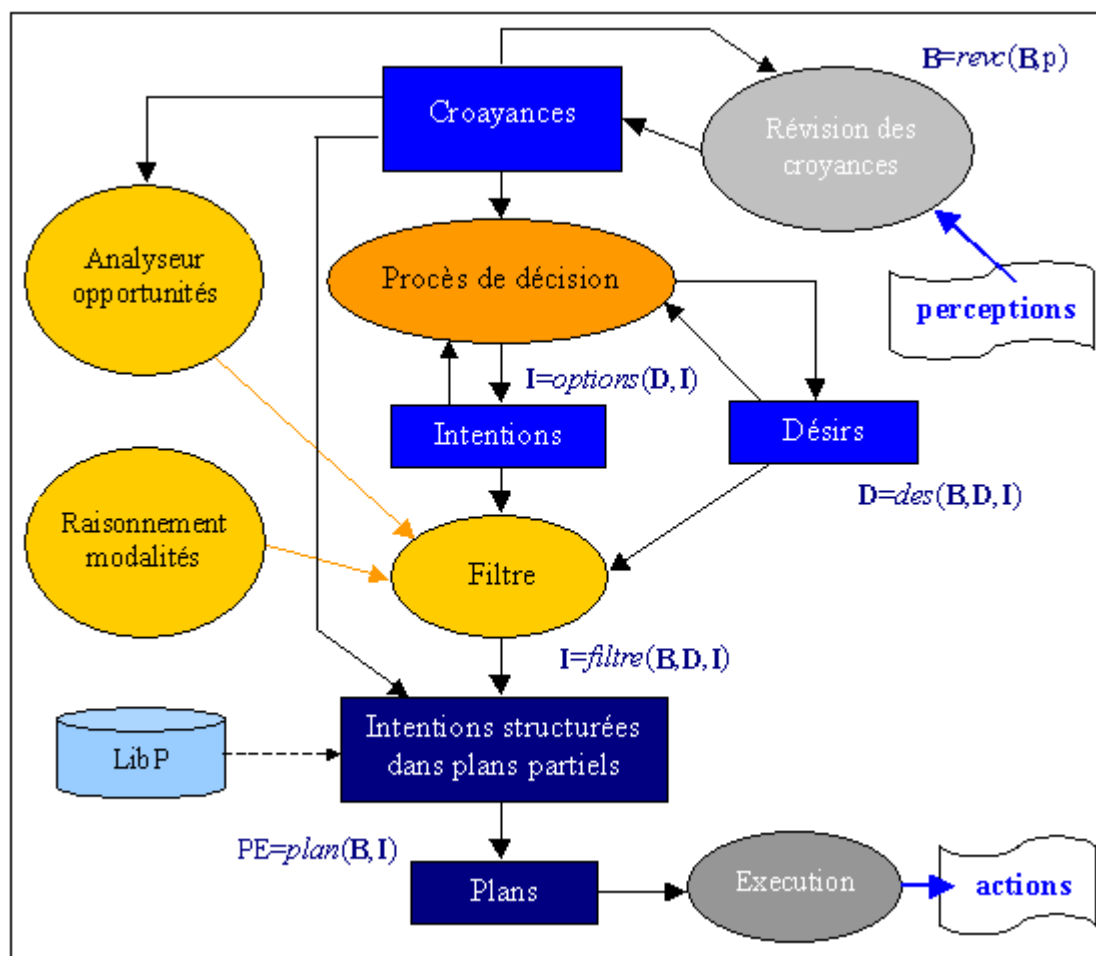 B=revc(B,p)
Croayances
Révision des
croyances
Analyseur
opportunités
Procès de décision
perceptions
I=options(D,I)
Intentions
Désirs
D=des(B,D,I)
Raisonnement
modalités
Filtre
I=filtre(B,D,I)
Intentions structurées
dans plans partiels
LibP
PE=plan(B,I)
Plans
Execution
actions